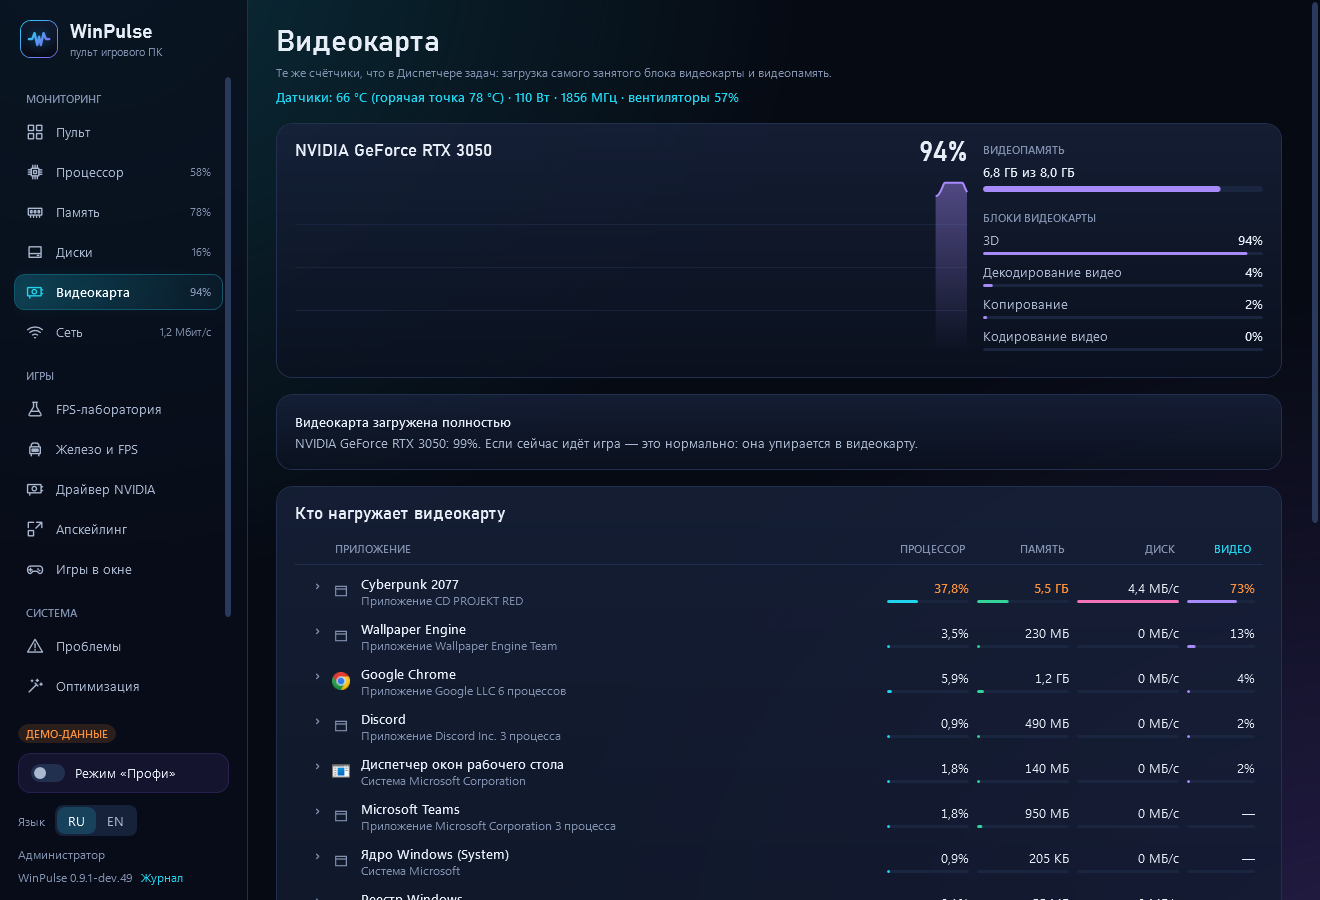 WinPulse
пульт игрового ПК
МОНИТОРИНГ
Пульт
Процессор 58%
Память 78%
Диски 16%
Видеокарта 94%
Сеть 1,2 Мбит/с
ИГРЫ
FPS-лаборатория
Железо и FPS
Драйвер NVIDIA
Апскейлинг
Игры в окне
СИСТЕМА
Проблемы
Оптимизация
ДЕМО-ДАННЫЕ
Режим «Профи»
Язык RU EN
Администратор
WinPulse 0.9.1-dev.49 Журнал
Видеокарта
Те же счётчики, что в Диспетчере задач: загрузка самого занятого блока видеокарты и видеопамять.
Датчики: 66 °C (горячая точка 78 °C) · 110 Вт · 1856 МГц · вентиляторы 57%
NVIDIA GeForce RTX 3050 94%
ВИДЕОПАМЯТЬ
6,8 ГБ из 8,0 ГБ
БЛОКИ ВИДЕОКАРТЫ
3D 94%
Декодирование видео 4%
Копирование 2%
Кодирование видео 0%
Видеокарта загружена полностью
NVIDIA GeForce RTX 3050: 99%. Если сейчас идёт игра — это нормально: она упирается в видеокарту.
Кто нагружает видеокарту
ПРИЛОЖЕНИЕ ПРОЦЕССОР ПАМЯТЬ ДИСК ВИДЕО
Cyberpunk 2077 37,8% 5,5 ГБ 4,4 МБ/с 73%
Приложение CD PROJEKT RED
Wallpaper Engine 3,5% 230 МБ 0 МБ/с 13%
Приложение Wallpaper Engine Team
Google Chrome 5,9% 1,2 ГБ 0 МБ/с 4%
Приложение Google LLC 6 процессов
Discord 0,9% 490 МБ 0 МБ/с 2%
Приложение Discord Inc. 3 процесса
Диспетчер окон рабочего стола 1,8% 140 МБ 0 МБ/с 2%
Система Microsoft Corporation
Microsoft Teams 1,8% 950 МБ 0 МБ/с —
Приложение Microsoft Corporation 3 процесса
Ядро Windows (System) 0,9% 205 КБ 0 МБ/с —
Система Microsoft
Реестр Windows